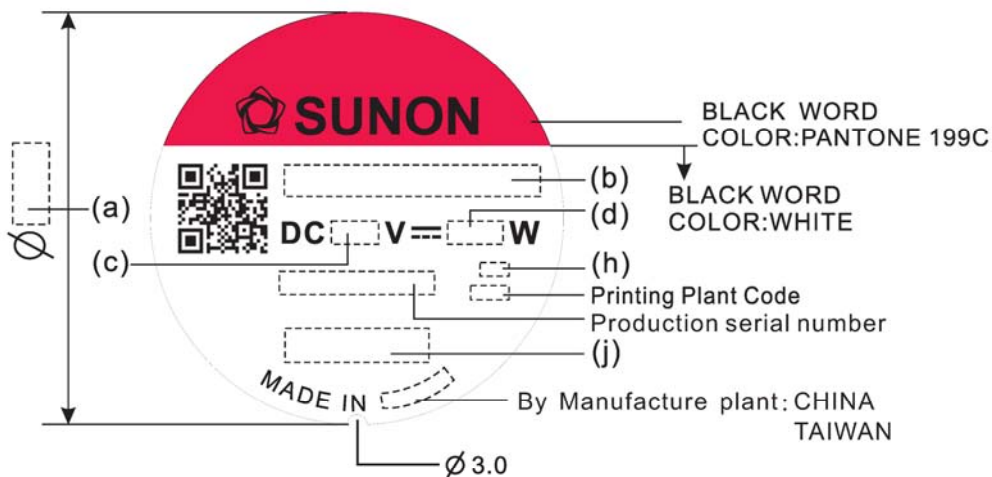 SUNON
BLACK WORD
COLOR:PANTONE 199C
BLACK WORD
COLOR:WHITE
(a)
(b)
(d)
DC V W
(c)
(h)
Printing Plant Code
Production serial number
(j)
MADE IN
By Manufacture plant: CHINA
TAIWAN
Ø
Ø 3.0